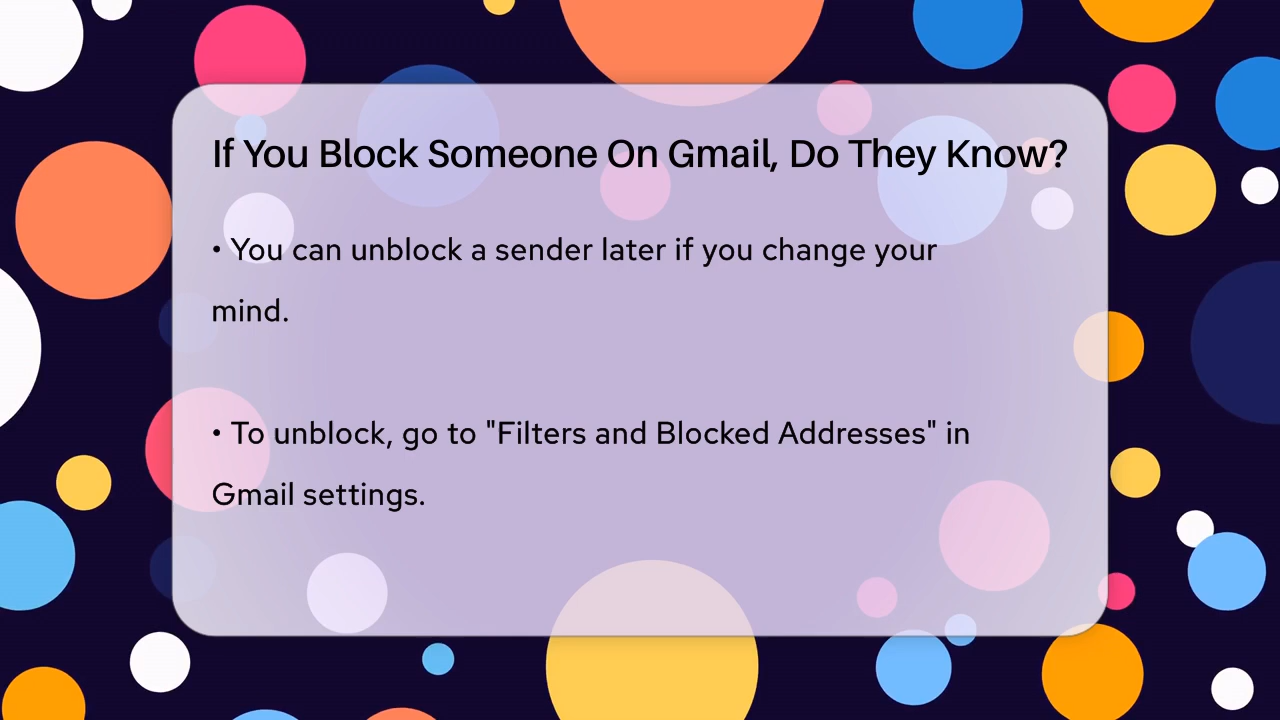 If You Block Someone On Gmail, Do They Know?
• You can unblock a sender later if you change your
mind.
• To unblock, go to "Filters and Blocked Addresses" in
Gmail settings.